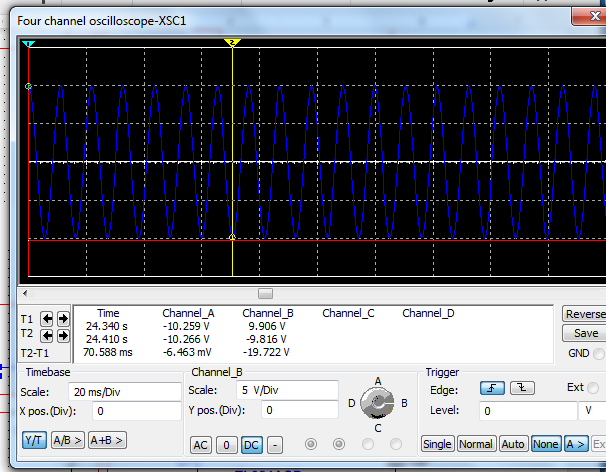 Four channel oscilloscope-XSC1
1 2
Time Channel_A Channel_B Channel_C Channel_D
T1 24.340 s -10.259 V 9.906 V
T2 24.410 s -10.266 V -9.816 V
T2-T1 70.588 ms -6.463 mV -19.722 V
Reverse
Save
GND
Timebase Channel_B Trigger
Scale: 20 ms/Div Scale: 5 V/Div A Edge: Ext
X pos.(Div): 0 Y pos.(Div): 0 D B Level: 0 V
C
Y/T A/B > A+B > AC 0 DC - Single Normal Auto None A > Ex